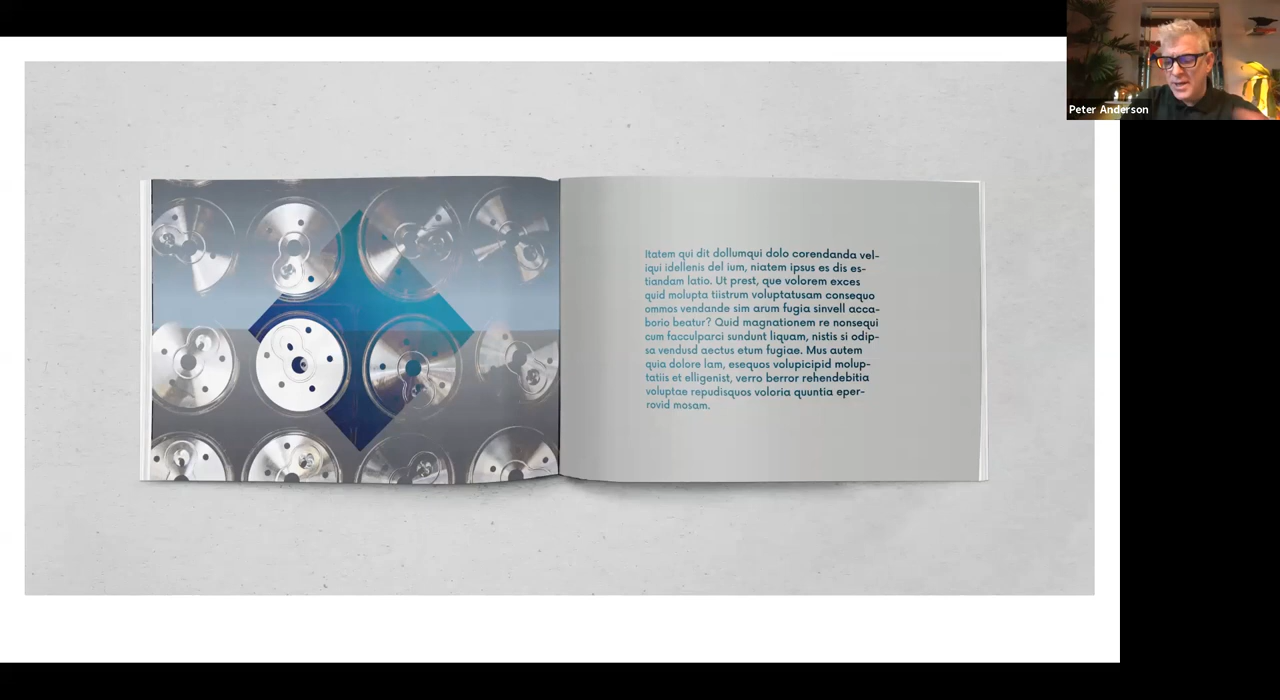 Peter Anderson
Itatem qui dit dollumqui dolo corendanda vel-
iqui idellenis del ium, niatem ipsus es dis es-
tiandam latio. Ut prest, que volorem exces
quid molupta tiistrum voluptatusam consequo
ommos vendande sim arum fugia sinvell acca-
borio beatur? Quid magnationem re nonsequi
cum facculparci sundunt liquam, nistis si odip-
sa vendusd aectus etum fugiae. Mus autem
quia dolore lam, esequos volupicipid molup-
tatiis et elligenist, verro berror rehendebitia
voluptae repudisquos voloria quuntia eper-
rovid mosam.